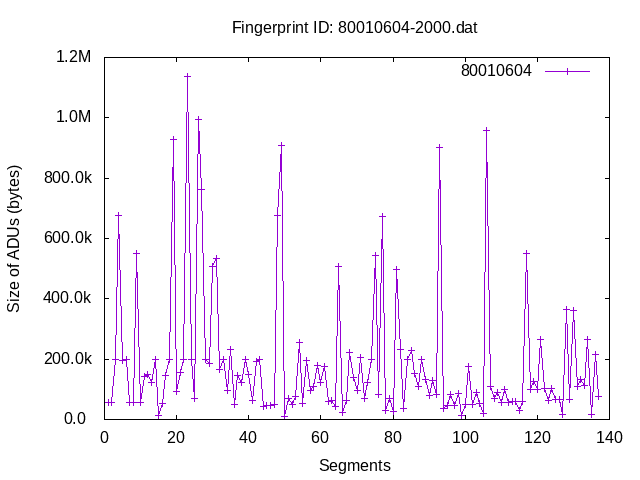 Fingerprint ID: 80010604-2000.dat
80010604
Size of ADUs (bytes)
1.2M
1.0M
800.0k
600.0k
400.0k
200.0k
0.0
0 20 40 60 80 100 120 140
Segments